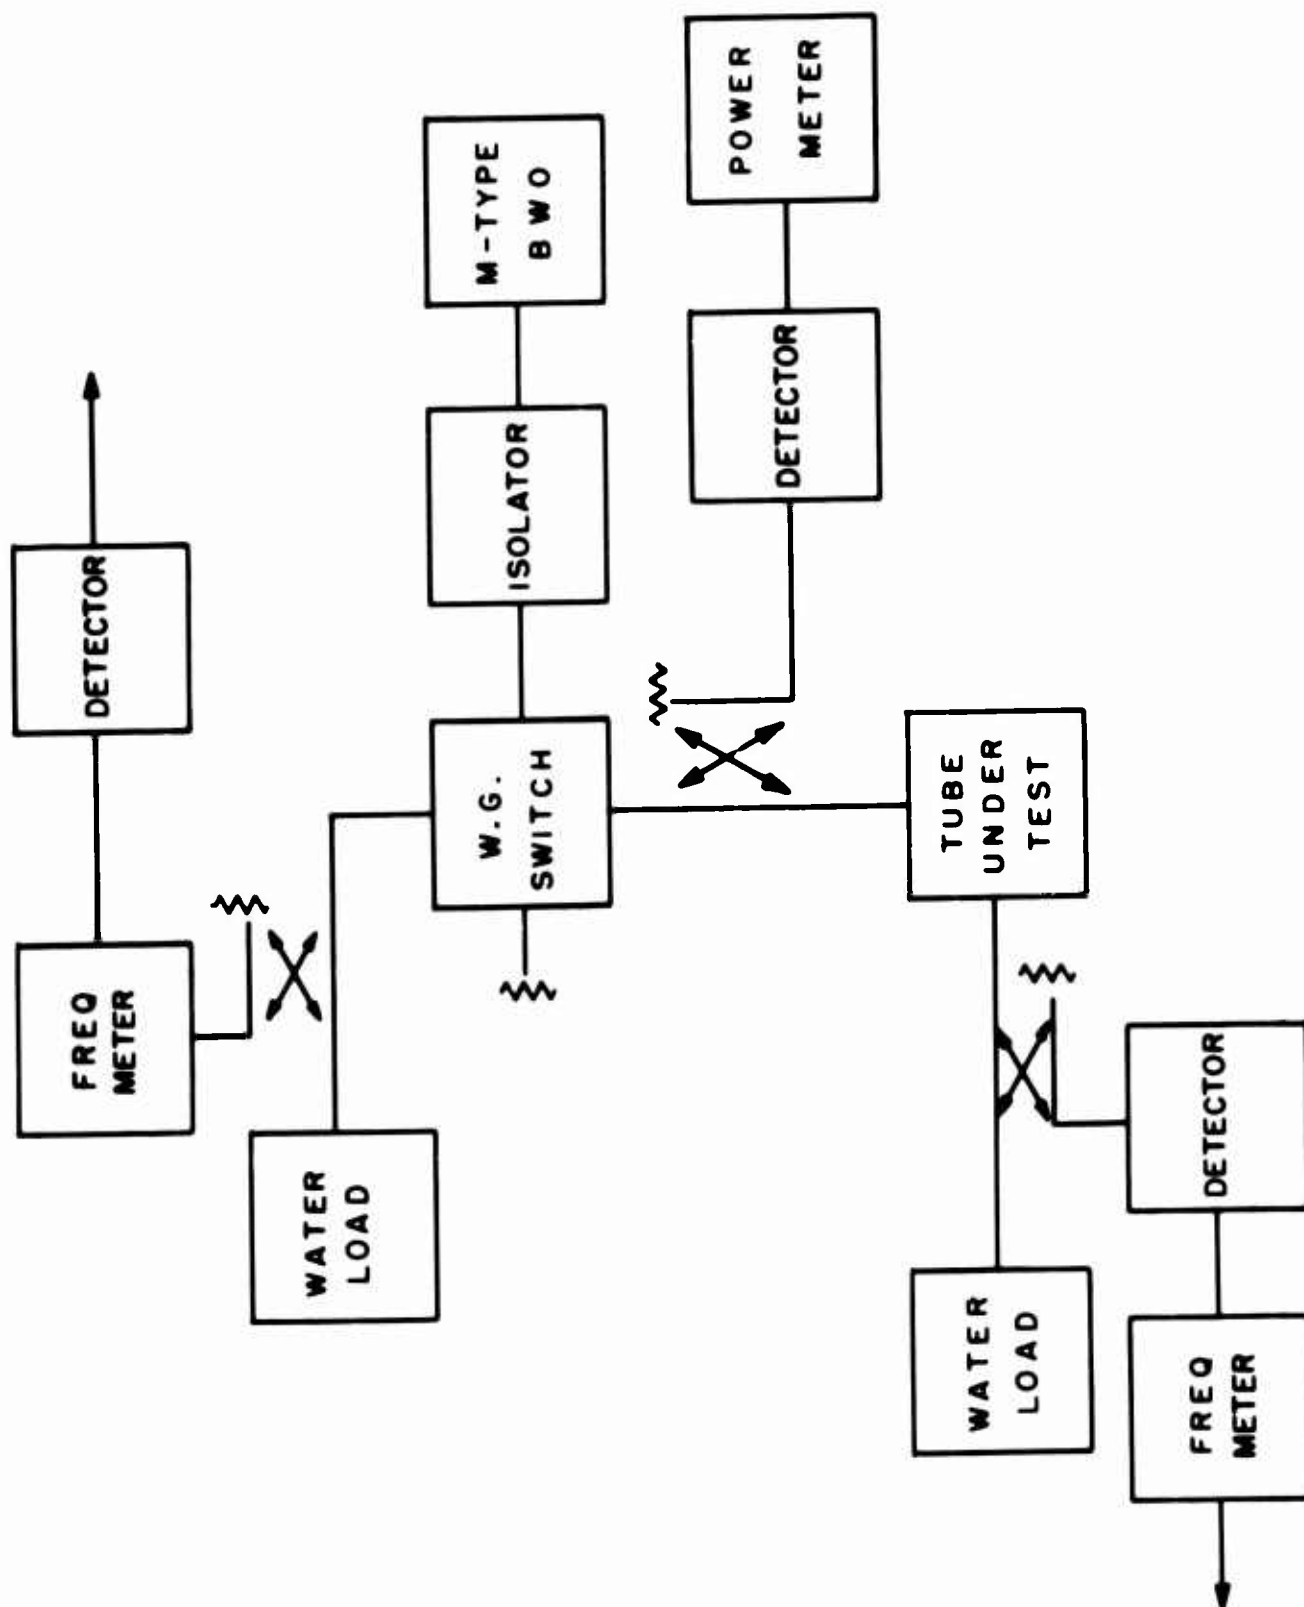 FREQ
METER
DETECTOR
WATER
LOAD
W.G.
SWITCH
ISOLATOR
M-TYPE
BWO
DETECTOR
POWER
METER
WATER
LOAD
TUBE
UNDER
TEST
FREQ
METER
DETECTOR